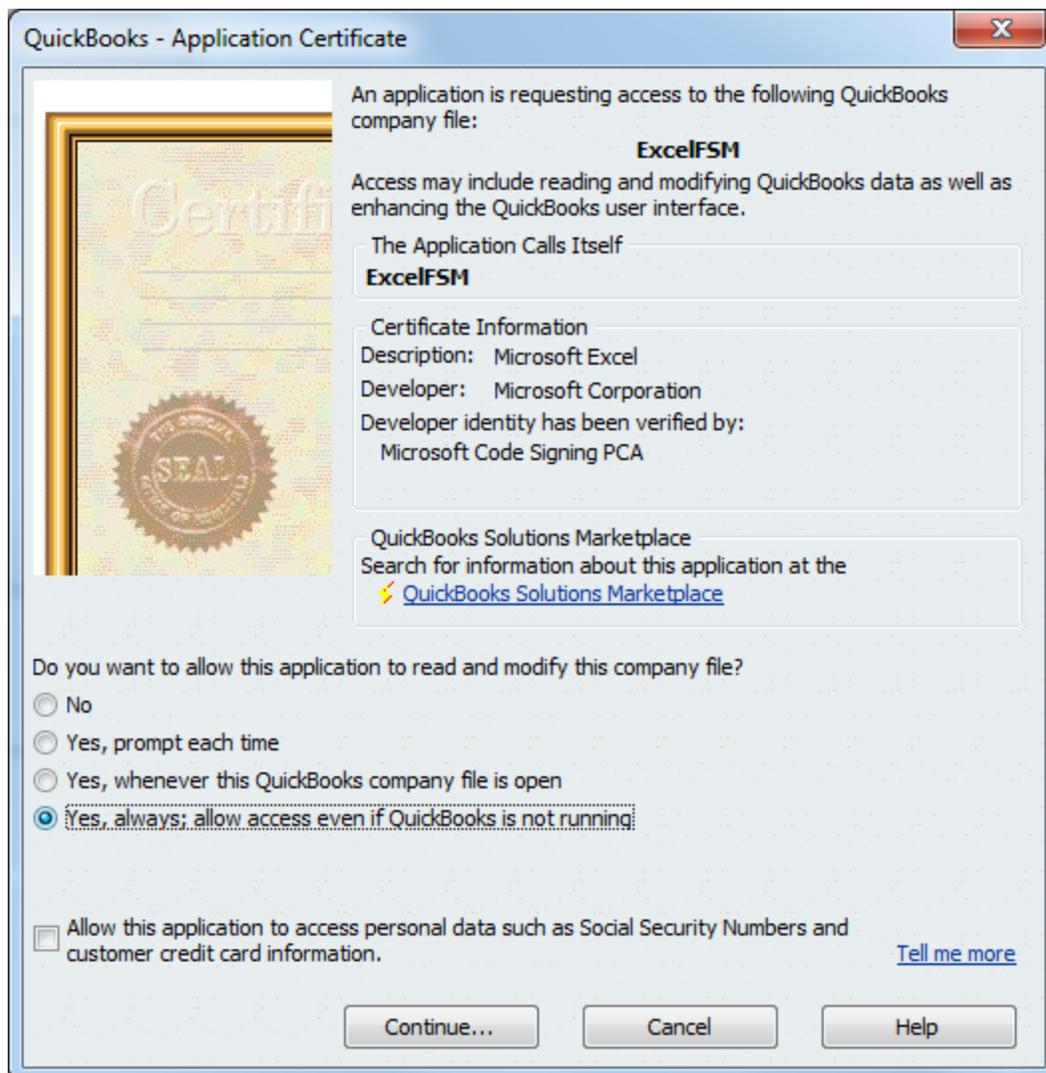 QuickBooks - Application Certificate
An application is requesting access to the following QuickBooks
company file:
ExcelFSM
Access may include reading and modifying QuickBooks data as well as
enhancing the QuickBooks user interface.
The Application Calls Itself
ExcelFSM
Certificate Information
Description: Microsoft Excel
Developer: Microsoft Corporation
Developer identity has been verified by:
Microsoft Code Signing PCA
QuickBooks Solutions Marketplace
Search for information about this application at the
QuickBooks Solutions Marketplace
Certifi
THE OFFICIAL
SEAL
Do you want to allow this application to read and modify this company file?
No
Yes, prompt each time
Yes, whenever this QuickBooks company file is open
Yes, always; allow access even if QuickBooks is not running
Allow this application to access personal data such as Social Security Numbers and
customer credit card information.
Tell me more
Continue...
Cancel
Help